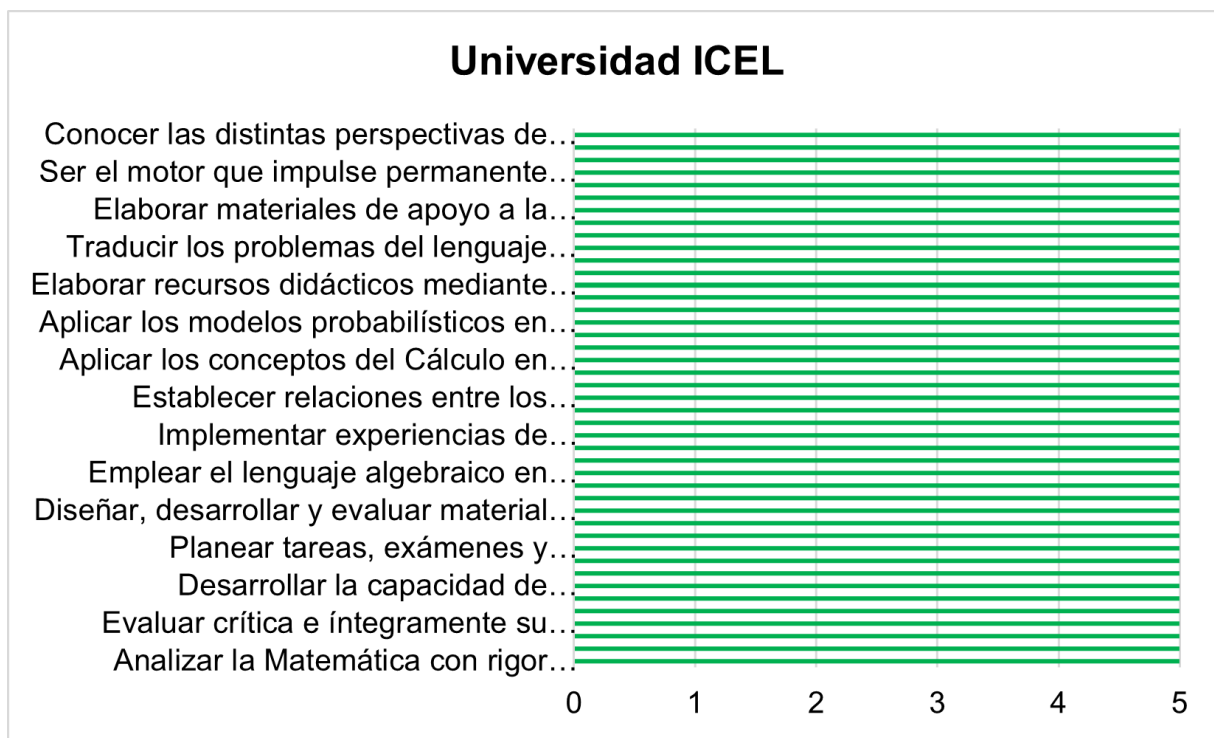 Universidad ICEL
Conocer las distintas perspectivas de…
Ser el motor que impulse permanente…
Elaborar materiales de apoyo a la…
Traducir los problemas del lenguaje…
Elaborar recursos didácticos mediante…
Aplicar los modelos probabilísticos en…
Aplicar los conceptos del Cálculo en…
Establecer relaciones entre los…
Implementar experiencias de…
Emplear el lenguaje algebraico en…
Diseñar, desarrollar y evaluar material…
Planear tareas, exámenes y…
Desarrollar la capacidad de…
Evaluar crítica e íntegramente su…
Analizar la Matemática con rigor…
0 1 2 3 4 5